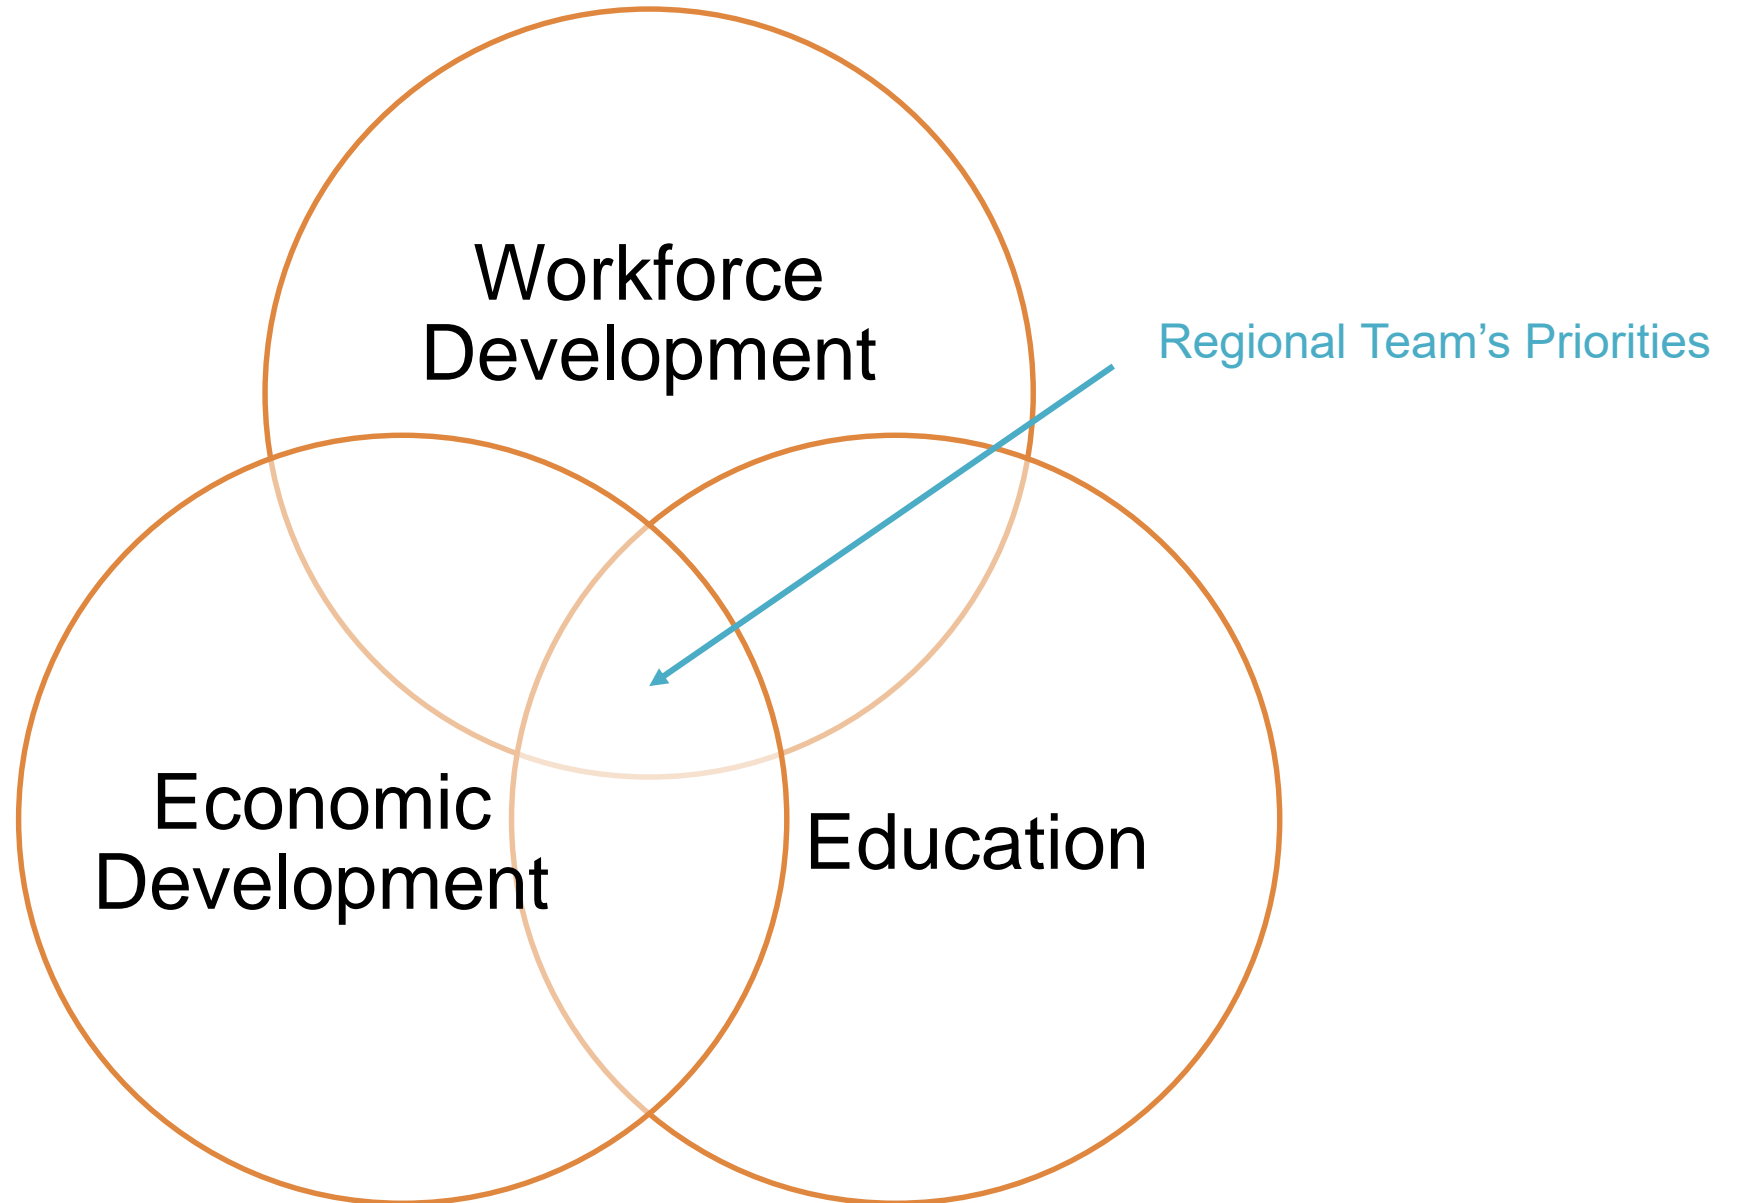 Workforce
Development
Regional Team’s Priorities
Economic
Development
Education